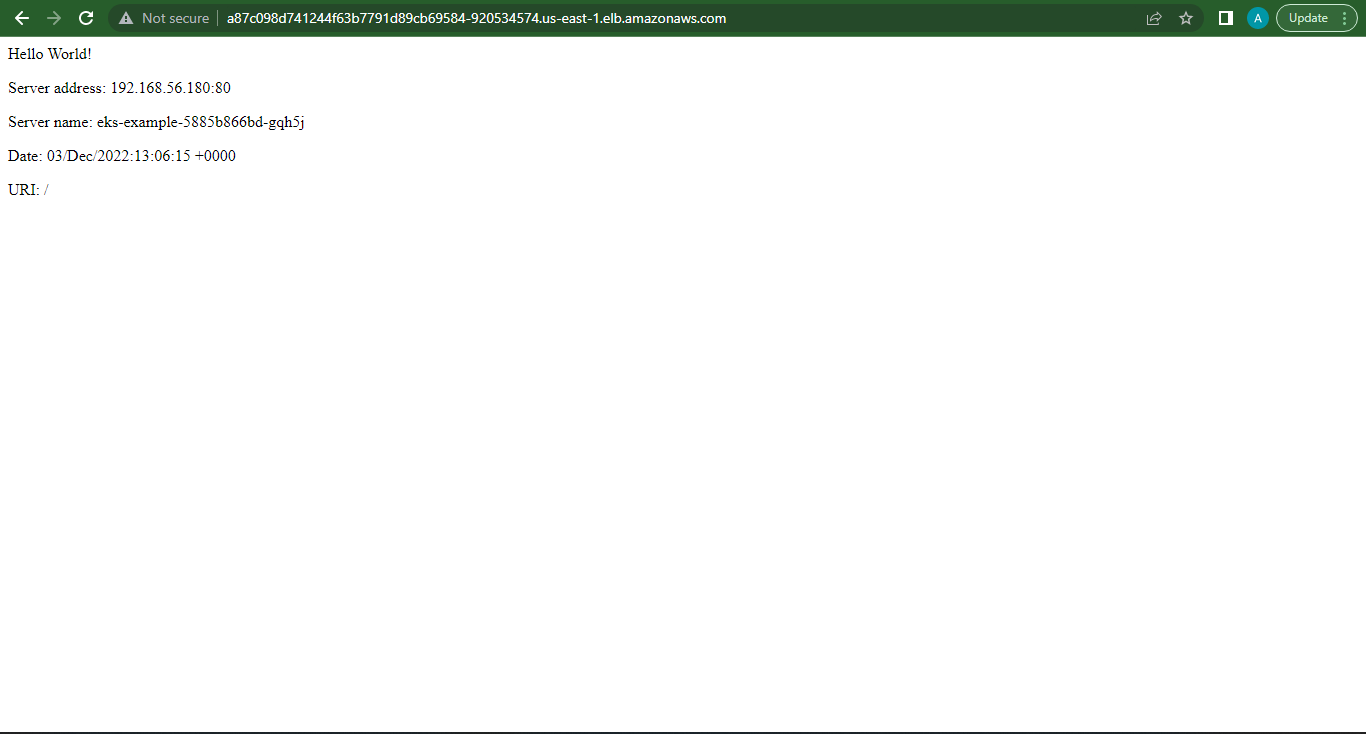 Not secure a87c098d741244f63b7791d89cb69584-920534574.us-east-1.elb.amazonaws.com A Update
Hello World!
Server address: 192.168.56.180:80
Server name: eks-example-5885b866bd-gqh5j
Date: 03/Dec/2022:13:06:15 +0000
URI: /